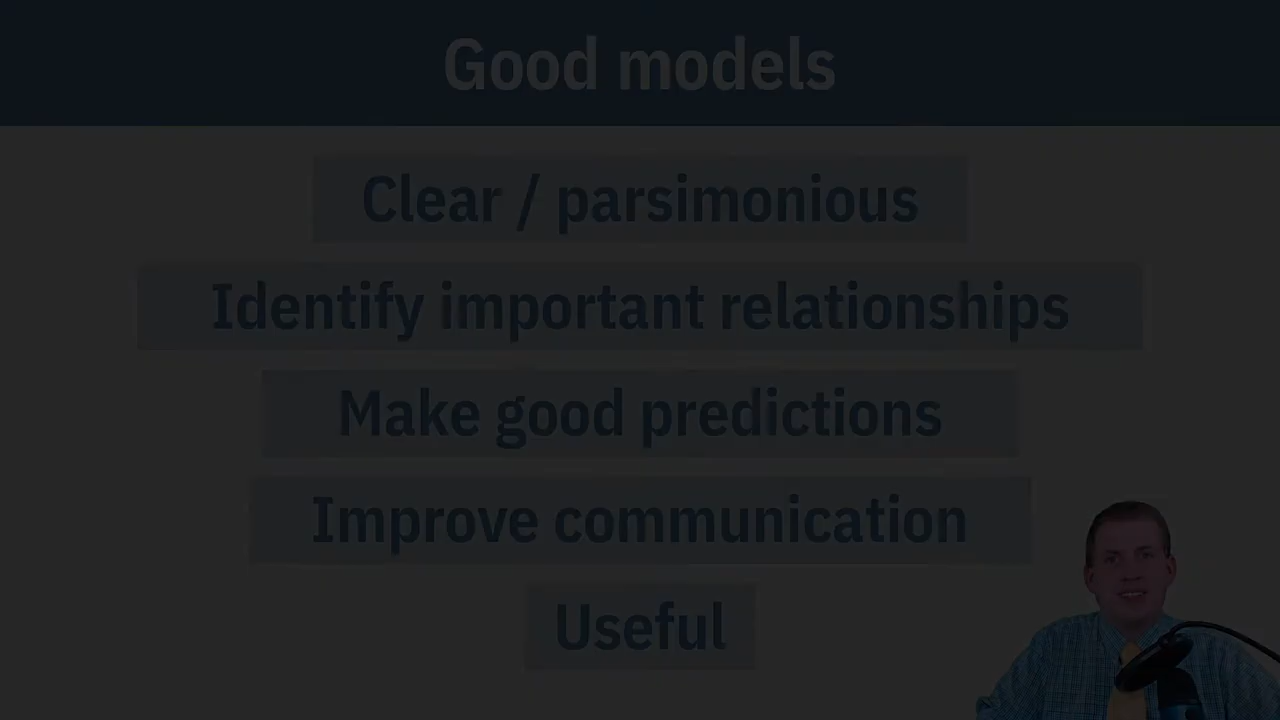 Good models
Clear / parsimonious
Identify important relationships
Make good predictions
Improve communication
Useful